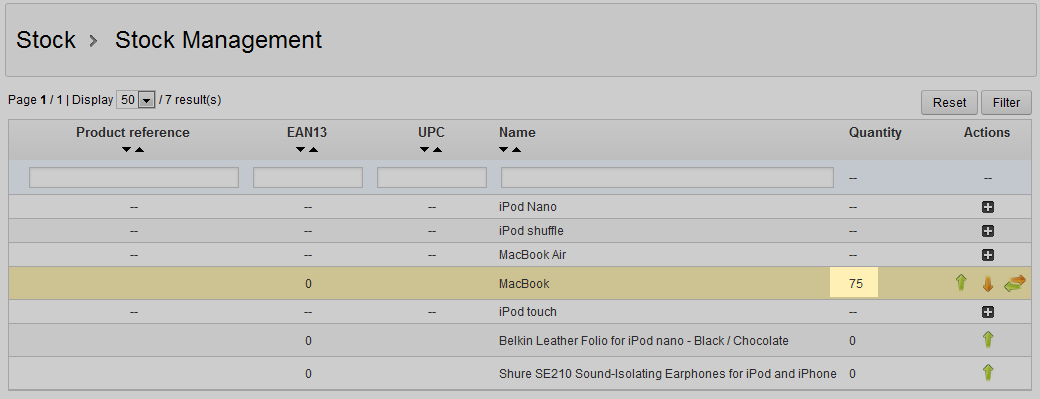 Stock > Stock Management
Page 1 / 1 | Display 50 / 7 result(s)
Reset Filter
Product reference EAN13 UPC Name Quantity Actions
-- --
-- -- -- iPod Nano --
-- -- -- iPod shuffle --
-- -- -- MacBook Air --
0 MacBook 75
-- -- -- iPod touch --
0 Belkin Leather Folio for iPod nano - Black / Chocolate 0
0 Shure SE210 Sound-Isolating Earphones for iPod and iPhone 0